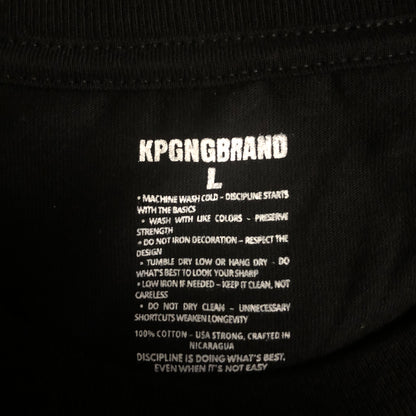 KPGNGBRAND
L
• MACHINE WASH COLD - DISCIPLINE STARTS
WITH THE BASICS
• WASH WITH LIKE COLORS - PRESERVE
STRENGTH
• DO NOT IRON DECORATION - RESPECT THE
DESIGN
• TUMBLE DRY LOW OR HANG DRY - DO
WHAT'S BEST TO LOOK YOUR SHARP
• LOW IRON IF NEEDED - KEEP IT CLEAN, NOT
CARELESS
• DO NOT DRY CLEAN - UNNECESSARY
SHORTCUTS WEAKEN LONGEVITY
100% COTTON - USA STRONG, CRAFTED IN
NICARAGUA
DISCIPLINE IS DOING WHAT'S BEST,
EVEN WHEN IT'S NOT EASY